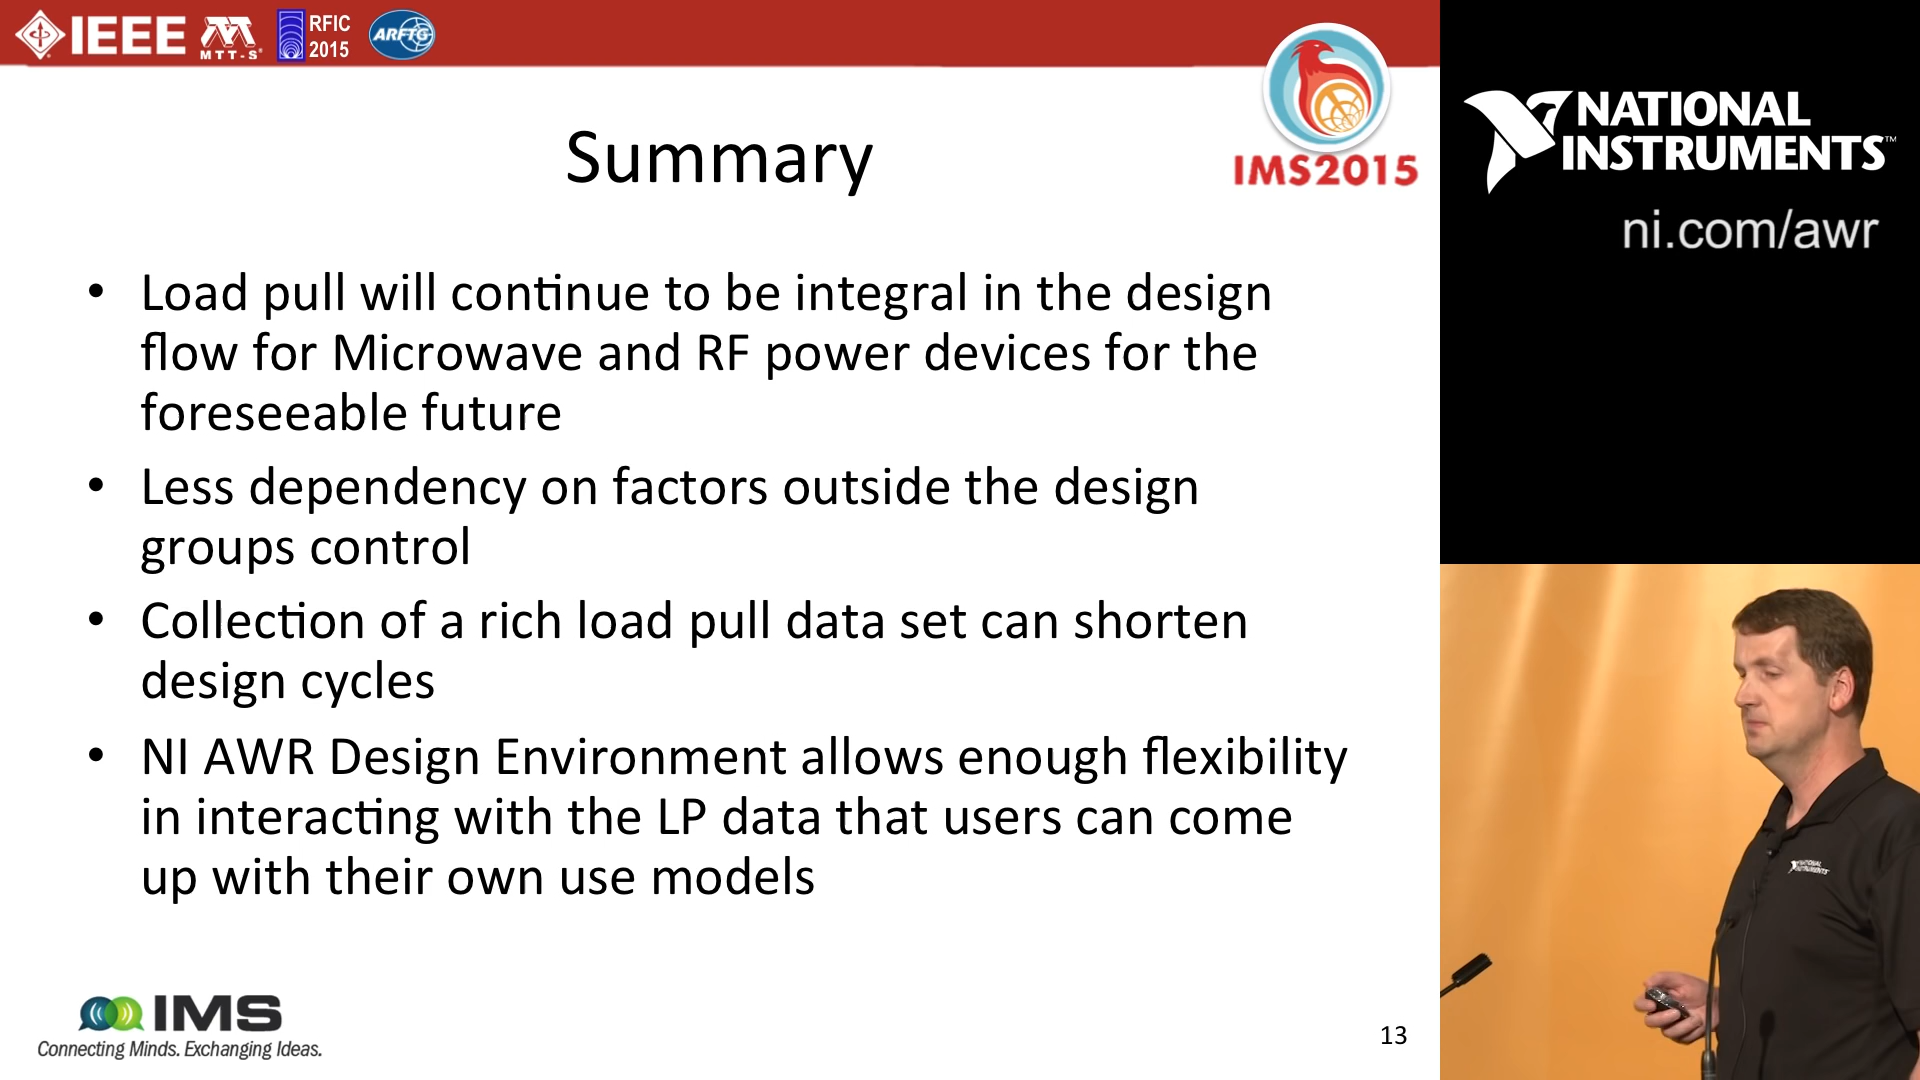 IEEE MTT-S® RFIC 2015 ARFTG
IMS2015
NATIONAL INSTRUMENTS™
ni.com/awr
Summary
• Load pull will continue to be integral in the design
flow for Microwave and RF power devices for the
foreseeable future
• Less dependency on factors outside the design
groups control
• Collection of a rich load pull data set can shorten
design cycles
• NI AWR Design Environment allows enough flexibility
in interacting with the LP data that users can come
up with their own use models
NATIONAL INSTRUMENTS
IMS
Connecting Minds. Exchanging Ideas.
13